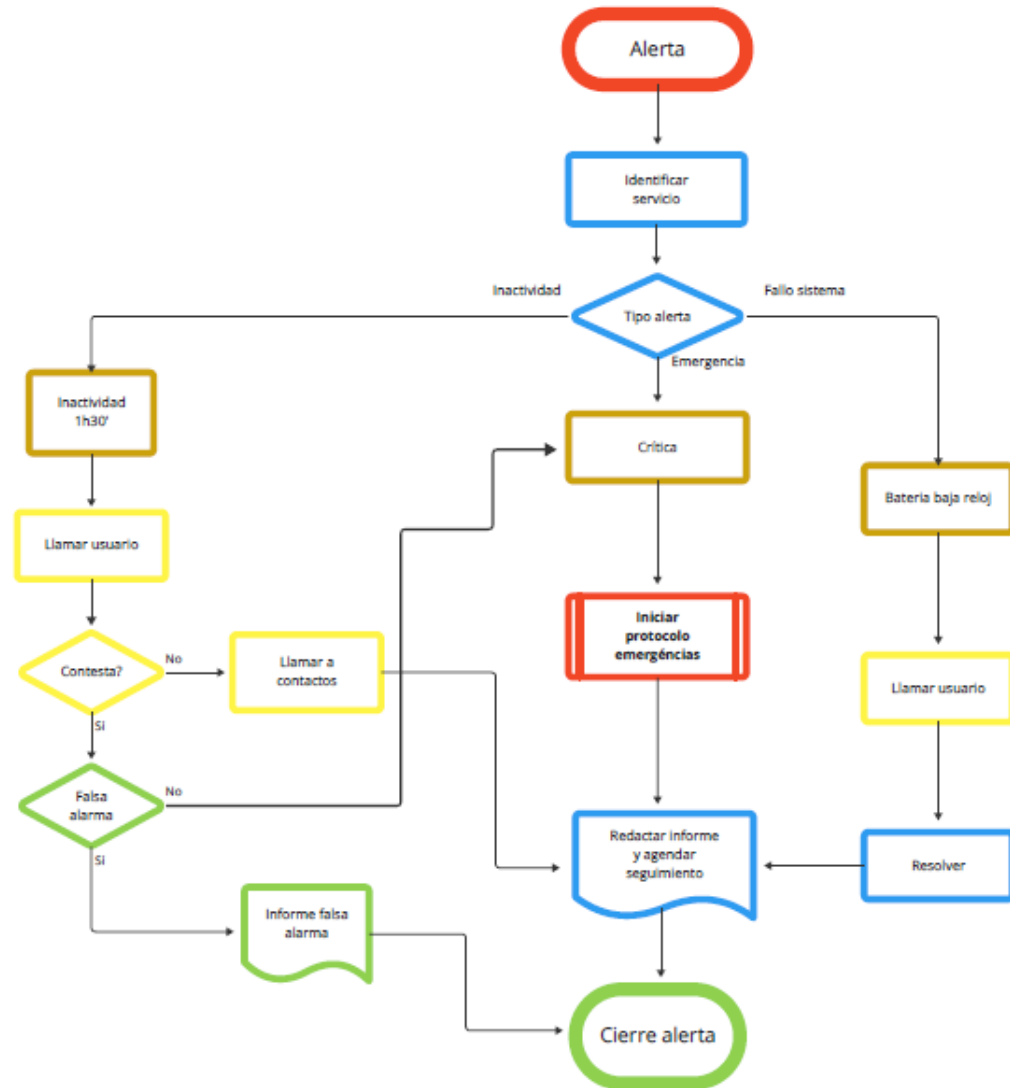 Alerta
Identificar
servicio
Inactividad
Fallo sistema
Tipo alerta
Emergencia
Inactividad
1h30'
Crítica
Bateria baja reloj
Llamar usuario
Iniciar
protocolo
emergéncias
Contesta?
No
Llamar a
contactos
Llamar usuario
Si
Falsa
alarma
No
Redactar informe
y agendar
seguimiento
Resolver
Si
Informe falsa
alarma
Cierre alerta